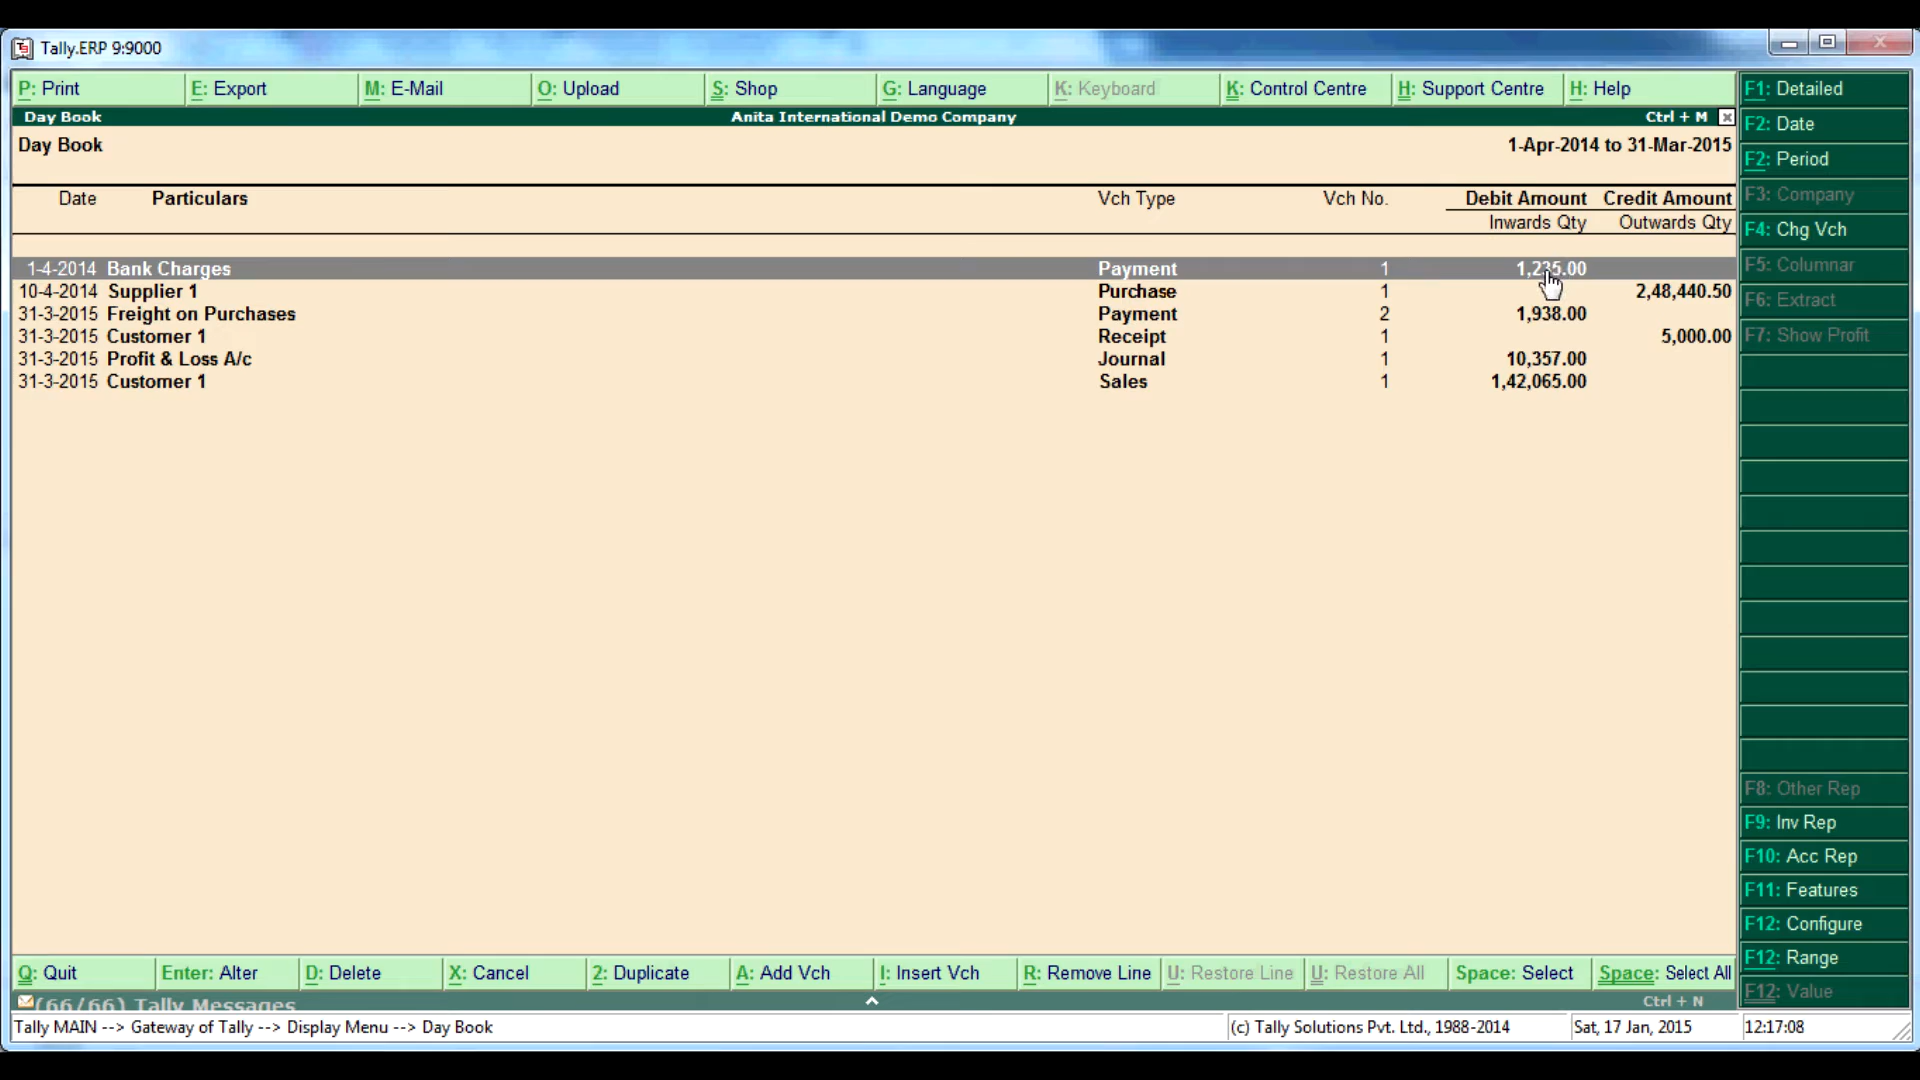 Tally.ERP 9:9000
P: Print E: Export M: E-Mail O: Upload S: Shop G: Language K: Keyboard K: Control Centre H: Support Centre H: Help
Day Book Anita International Demo Company Ctrl + M
Day Book 1-Apr-2014 to 31-Mar-2015
Date Particulars Vch Type Vch No. Debit Amount Credit Amount
Inwards Qty Outwards Qty
1-4-2014 Bank Charges Payment 1 1,235.00
10-4-2014 Supplier 1 Purchase 1 2,48,440.50
31-3-2015 Freight on Purchases Payment 2 1,938.00
31-3-2015 Customer 1 Receipt 1 5,000.00
31-3-2015 Profit & Loss A/c Journal 1 10,357.00
31-3-2015 Customer 1 Sales 1 1,42,065.00
F1: Detailed
F2: Date
F2: Period
F3: Company
F4: Chg Vch
F5: Columnar
F6: Extract
F7: Show Profit
F8: Other Rep
F9: Inv Rep
F10: Acc Rep
F11: Features
F12: Configure
F12: Range
F12: Value
Q: Quit Enter: Alter D: Delete X: Cancel 2: Duplicate A: Add Vch I: Insert Vch R: Remove Line U: Restore Line U: Restore All Space: Select Space: Select All
(66/66) Tally Messages Ctrl + N
Tally MAIN --> Gateway of Tally --> Display Menu --> Day Book (c) Tally Solutions Pvt. Ltd., 1988-2014 Sat, 17 Jan, 2015 12:17:08